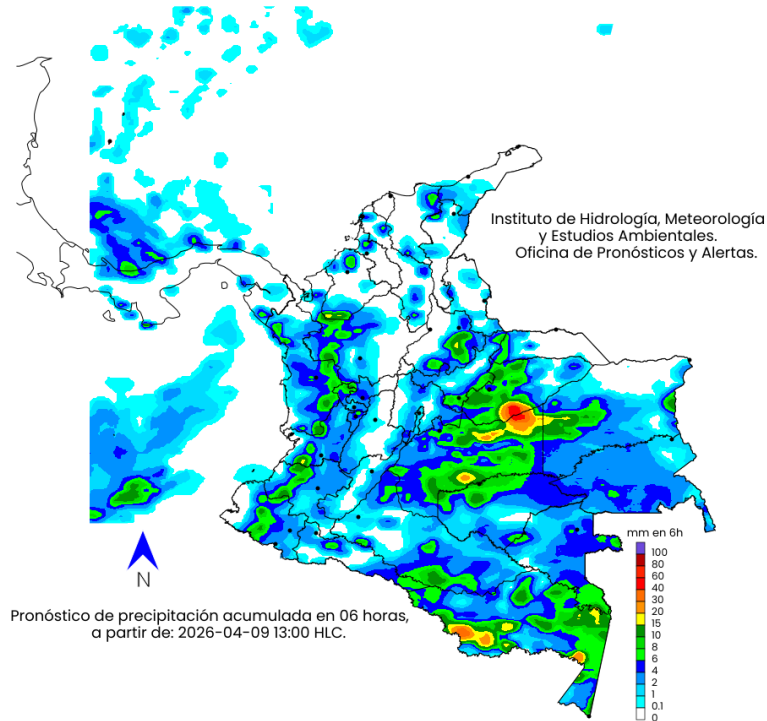 Instituto de Hidrología, Meteorología
y Estudios Ambientales.
Oficina de Pronósticos y Alertas.
mm en 6h
100
80
60
40
30
20
15
10
8
6
4
2
1
0.1
0
N
Pronóstico de precipitación acumulada en 06 horas,
a partir de: 2026-04-09 13:00 HLC.